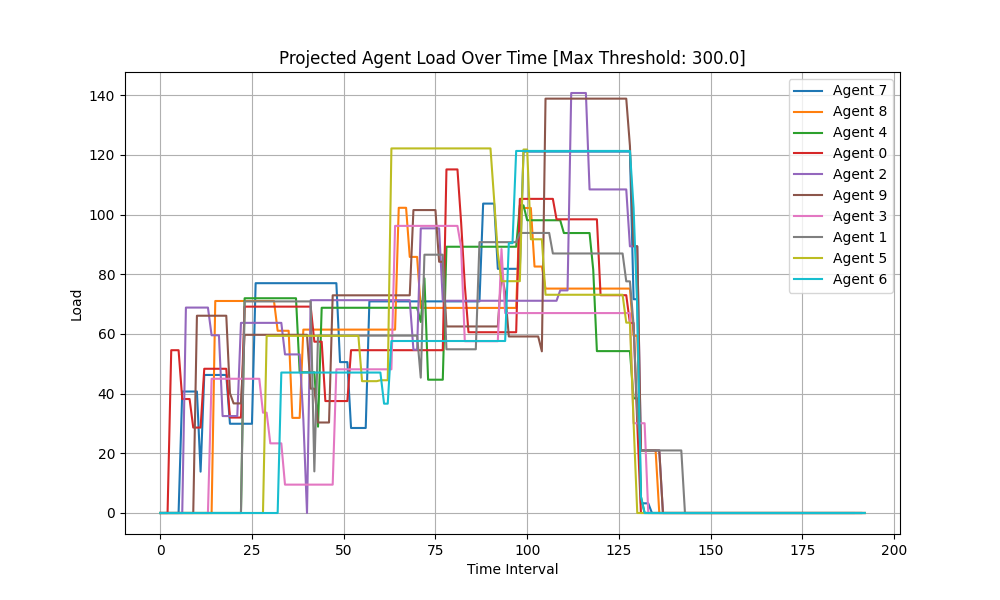 Projected Agent Load Over Time [Max Threshold: 300.0]
Load
140
120
100
80
60
40
20
0
0 25 50 75 100 125 150 175 200
Time Interval
Agent 7
Agent 8
Agent 4
Agent 0
Agent 2
Agent 9
Agent 3
Agent 1
Agent 5
Agent 6